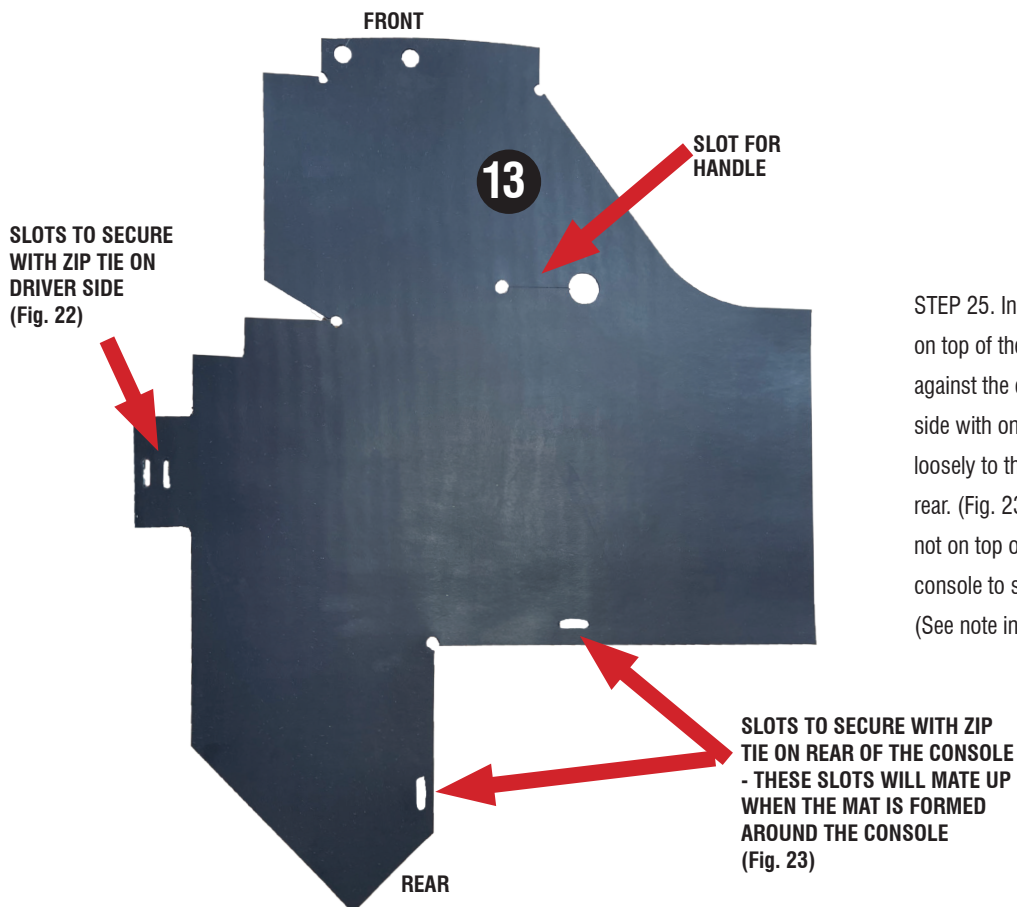 FRONT
13
SLOT FOR
HANDLE
SLOTS TO SECURE
WITH ZIP TIE ON
DRIVER SIDE
(Fig. 22)
STEP 25. In
on top of the
against the
side with on
loosely to th
rear. (Fig. 23
not on top o
console to s
(See note in
SLOTS TO SECURE WITH ZIP
TIE ON REAR OF THE CONSOLE
- THESE SLOTS WILL MATE UP
WHEN THE MAT IS FORMED
AROUND THE CONSOLE
(Fig. 23)
REAR